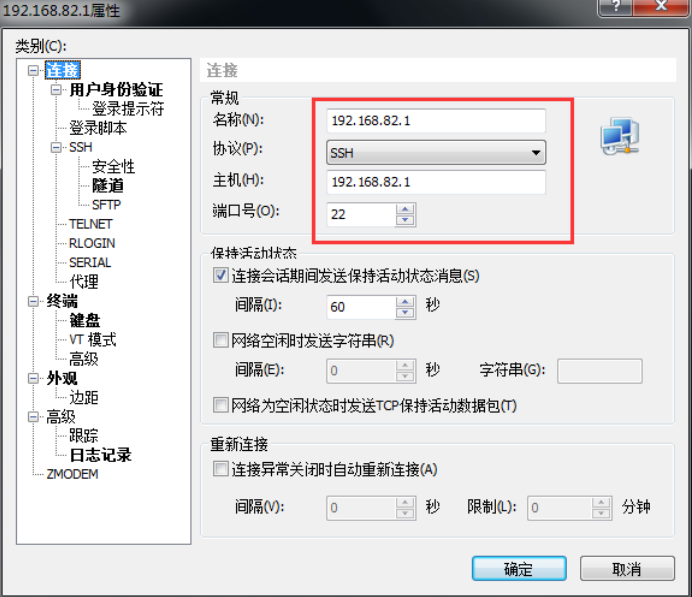 192.168.82.1属性
类别(C):
连接
用户身份验证
登录提示符
登录脚本
SSH
安全性
隧道
SFTP
TELNET
RLOGIN
SERIAL
代理
终端
键盘
VT 模式
高级
外观
边距
高级
跟踪
日志记录
ZMODEM
连接
常规
名称(N): 192.168.82.1
协议(P): SSH
主机(H): 192.168.82.1
端口号(O): 22
保持活动状态
连接会话期间发送保持活动状态消息(S)
间隔(I): 60 秒
网络空闲时发送字符串(R)
间隔(E): 0 秒 字符串(G):
网络为空闲状态时发送TCP保持活动数据包(T)
重新连接
连接异常关闭时自动重新连接(A)
间隔(V): 0 秒 限制(L): 0 分钟
确定 取消